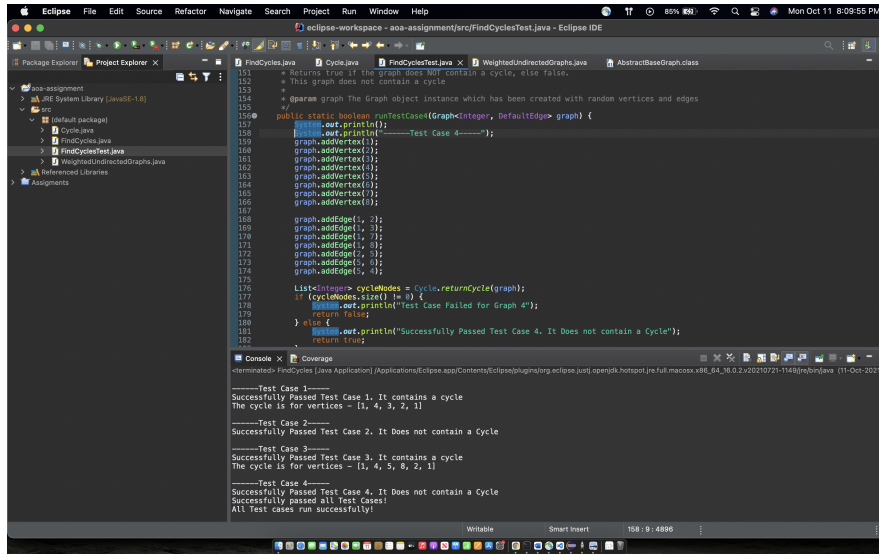 Eclipse File Edit Source Refactor Navigate Search Project Run Window Help 85% Mon Oct 11 8:09:55 PM
eclipse-workspace - aoa-assignment/src/FindCyclesTest.java - Eclipse IDE
Package Explorer Project Explorer
FindCycles.java Cycle.java FindCyclesTest.java WeightedUndirectedGraphs.java AbstractBaseGraph.class
aoa-assignment
JRE System Library [JavaSE-1.8]
src
(default package)
Cycle.java
FindCycles.java
FindCyclesTest.java
WeightedUndirectedGraphs.java
Referenced Libraries
Assigments
151 * Returns true if the graph does NOT contain a cycle, else false.
152 * This graph does not contain a cycle
153 *
154 * @param graph The Graph object instance which has been created with random vertices and edges
155 */
156 public static boolean runTestCase4(Graph<Integer, DefaultEdge> graph) {
157 System.out.println();
158 System.out.println("------Test Case 4-----");
159 graph.addVertex(1);
160 graph.addVertex(2);
161 graph.addVertex(3);
162 graph.addVertex(4);
163 graph.addVertex(5);
164 graph.addVertex(6);
165 graph.addVertex(7);
166 graph.addVertex(8);
167
168 graph.addEdge(1, 2);
169 graph.addEdge(1, 3);
170 graph.addEdge(1, 7);
171 graph.addEdge(1, 8);
172 graph.addEdge(2, 5);
173 graph.addEdge(5, 6);
174 graph.addEdge(5, 4);
175
176 List<Integer> cycleNodes = Cycle.returnCycle(graph);
177 if (cycleNodes.size() != 0) {
178 System.out.println("Test Case Failed for Graph 4");
179 return false;
180 } else {
181 System.out.println("Successfully Passed Test Case 4. It Does not contain a Cycle");
182 return true;
Console Coverage
<terminated> FindCycles [Java Application] /Applications/Eclipse.app/Contents/Eclipse/plugins/org.eclipse.justj.openjdk.hotspot.jre.full.macosx.x86_64_16.0.2.v20210721-1149/jre/bin/java (11-Oct-2021
------Test Case 1-----
Successfully Passed Test Case 1. It contains a cycle
The cycle is for vertices - [1, 4, 3, 2, 1]
------Test Case 2-----
Successfully Passed Test Case 2. It Does not contain a Cycle
------Test Case 3-----
Successfully Passed Test Case 3. It contains a cycle
The cycle is for vertices - [1, 4, 5, 8, 2, 1]
------Test Case 4-----
Successfully Passed Test Case 4. It Does not contain a Cycle
Successfully passed all Test Cases!
All Test cases run successfully!
Writable Smart Insert 158 : 9 : 4896